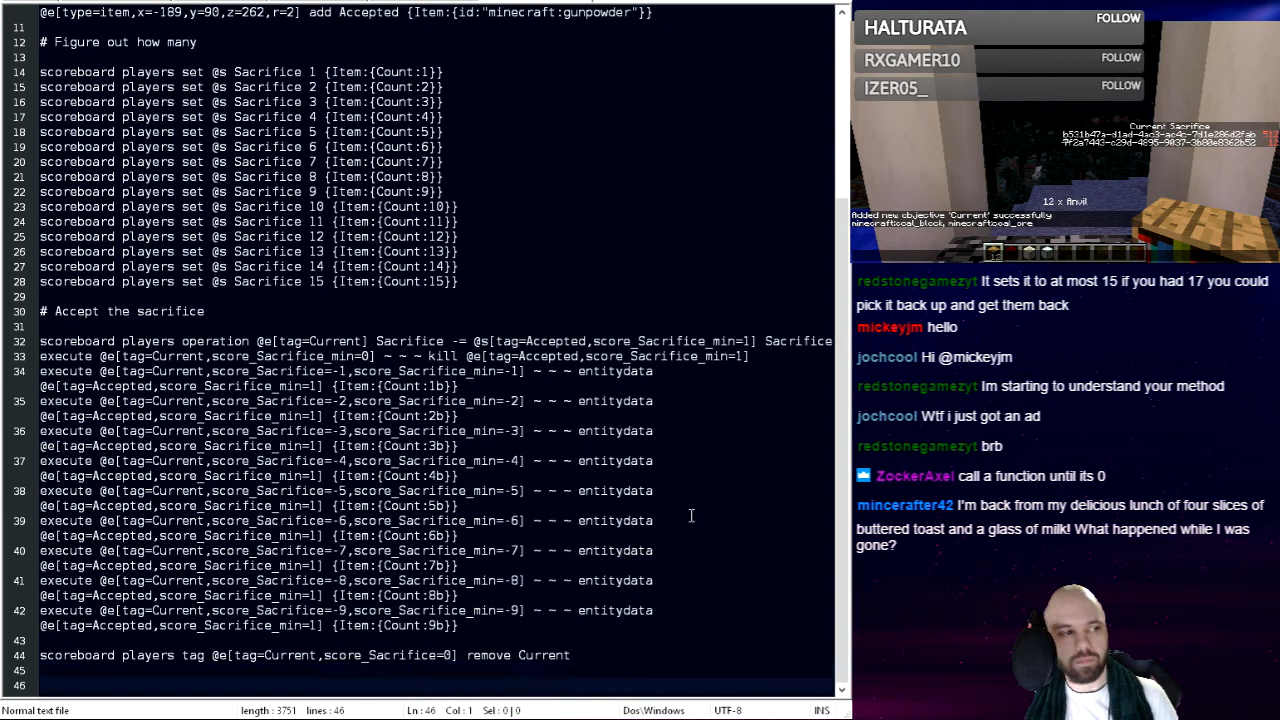 @e[type=item,x=-189,y=90,z=262,r=2] add Accepted {Item:{id:"minecraft:gunpowder"}}
11
12 # Figure out how many
13
14 scoreboard players set @s Sacrifice 1 {Item:{Count:1}}
15 scoreboard players set @s Sacrifice 2 {Item:{Count:2}}
16 scoreboard players set @s Sacrifice 3 {Item:{Count:3}}
17 scoreboard players set @s Sacrifice 4 {Item:{Count:4}}
18 scoreboard players set @s Sacrifice 5 {Item:{Count:5}}
19 scoreboard players set @s Sacrifice 6 {Item:{Count:6}}
20 scoreboard players set @s Sacrifice 7 {Item:{Count:7}}
21 scoreboard players set @s Sacrifice 8 {Item:{Count:8}}
22 scoreboard players set @s Sacrifice 9 {Item:{Count:9}}
23 scoreboard players set @s Sacrifice 10 {Item:{Count:10}}
24 scoreboard players set @s Sacrifice 11 {Item:{Count:11}}
25 scoreboard players set @s Sacrifice 12 {Item:{Count:12}}
26 scoreboard players set @s Sacrifice 13 {Item:{Count:13}}
27 scoreboard players set @s Sacrifice 14 {Item:{Count:14}}
28 scoreboard players set @s Sacrifice 15 {Item:{Count:15}}
29
30 # Accept the sacrifice
31
32 scoreboard players operation @e[tag=Current] Sacrifice -= @s[tag=Accepted,score_Sacrifice_min=1] Sacrifice
33 execute @e[tag=Current,score_Sacrifice_min=0] ~ ~ ~ kill @e[tag=Accepted,score_Sacrifice_min=1]
34 execute @e[tag=Current,score_Sacrifice=-1,score_Sacrifice_min=-1] ~ ~ ~ entitydata
@e[tag=Accepted,score_Sacrifice_min=1] {Item:{Count:1b}}
35 execute @e[tag=Current,score_Sacrifice=-2,score_Sacrifice_min=-2] ~ ~ ~ entitydata
@e[tag=Accepted,score_Sacrifice_min=1] {Item:{Count:2b}}
36 execute @e[tag=Current,score_Sacrifice=-3,score_Sacrifice_min=-3] ~ ~ ~ entitydata
@e[tag=Accepted,score_Sacrifice_min=1] {Item:{Count:3b}}
37 execute @e[tag=Current,score_Sacrifice=-4,score_Sacrifice_min=-4] ~ ~ ~ entitydata
@e[tag=Accepted,score_Sacrifice_min=1] {Item:{Count:4b}}
38 execute @e[tag=Current,score_Sacrifice=-5,score_Sacrifice_min=-5] ~ ~ ~ entitydata
@e[tag=Accepted,score_Sacrifice_min=1] {Item:{Count:5b}}
39 execute @e[tag=Current,score_Sacrifice=-6,score_Sacrifice_min=-6] ~ ~ ~ entitydata
@e[tag=Accepted,score_Sacrifice_min=1] {Item:{Count:6b}}
40 execute @e[tag=Current,score_Sacrifice=-7,score_Sacrifice_min=-7] ~ ~ ~ entitydata
@e[tag=Accepted,score_Sacrifice_min=1] {Item:{Count:7b}}
41 execute @e[tag=Current,score_Sacrifice=-8,score_Sacrifice_min=-8] ~ ~ ~ entitydata
@e[tag=Accepted,score_Sacrifice_min=1] {Item:{Count:8b}}
42 execute @e[tag=Current,score_Sacrifice=-9,score_Sacrifice_min=-9] ~ ~ ~ entitydata
@e[tag=Accepted,score_Sacrifice_min=1] {Item:{Count:9b}}
43
44 scoreboard players tag @e[tag=Current,score_Sacrifice=0] remove Current
45
46
Normal text file length : 3751 lines : 46 Ln : 46 Col : 1 Sel : 0 | 0 Dos\Windows UTF-8 INS
HALTURATA FOLLOW
RXGAMER10 FOLLOW
IZER05_ FOLLOW
Current Sacrifice
512
12
12 x Anvil
Added new objective 'Current' successfully
minecraft:coal_block, minecraft:coal_ore
12
redstonegamezyt It sets it to at most 15 if you had 17 you could
pick it back up and get them back
mickeyjm hello
jochcool Hi @mickeyjm
redstonegamezyt Im starting to understand your method
jochcool Wtf i just got an ad
redstonegamezyt brb
ZockerAxel call a function until its 0
mincerafter42 I'm back from my delicious lunch of four slices of
buttered toast and a glass of milk! What happened while I was
gone?